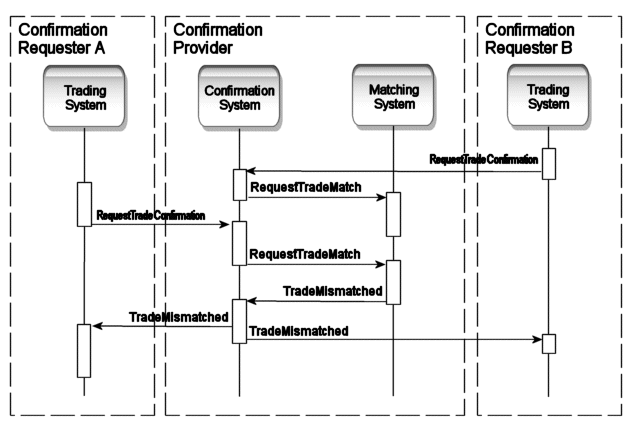 Confirmation
Requester A
Confirmation
Provider
Confirmation
Requester B
Trading
System
Confirmation
System
Matching
System
Trading
System
RequestTradeConfirmation
RequestTradeMatch
RequestTradeConfirmation
RequestTradeMatch
TradeMismatched
TradeMismatched
TradeMismatched